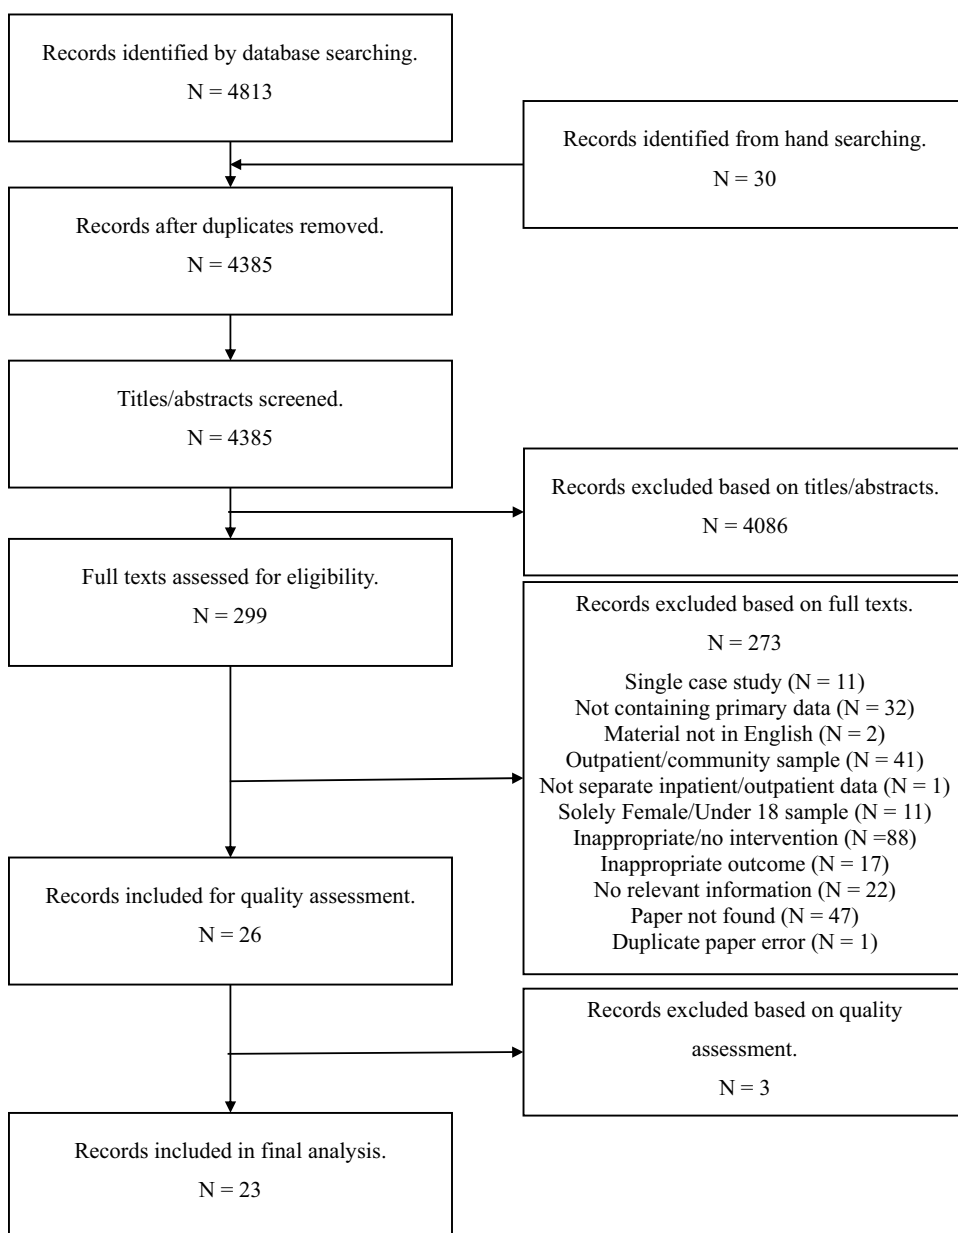 Records identified by database searching.
N = 4813
Records identified from hand searching.
N = 30
Records after duplicates removed.
N = 4385
Titles/abstracts screened.
N = 4385
Records excluded based on titles/abstracts.
N = 4086
Full texts assessed for eligibility.
N = 299
Records excluded based on full texts.
N = 273
Single case study (N = 11)
Not containing primary data (N = 32)
Material not in English (N = 2)
Outpatient/community sample (N = 41)
Not separate inpatient/outpatient data (N = 1)
Solely Female/Under 18 sample (N = 11)
Inappropriate/no intervention (N =88)
Inappropriate outcome (N = 17)
No relevant information (N = 22)
Paper not found (N = 47)
Duplicate paper error (N = 1)
Records included for quality assessment.
N = 26
Records excluded based on quality
assessment.
N = 3
Records included in final analysis.
N = 23